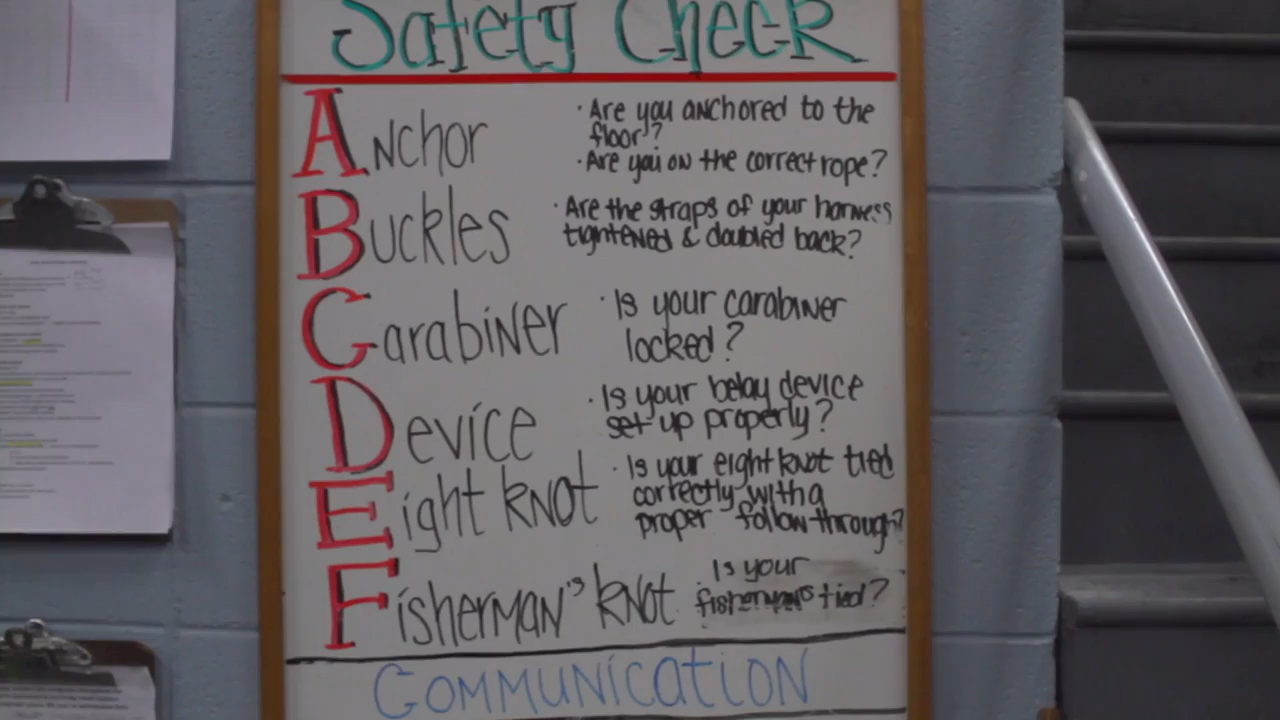 Safety Check
Anchor
· Are you anchored to the
floor?
· Are you on the correct rope?
Buckles
· Are the straps of your harness
tightened & doubled back?
Carabiner
· Is your carabiner
locked?
Device
· Is your belay device
set-up properly?
Eight knot
· Is your eight knot tied
correctly with a
proper follow through?
Fisherman's knot
Is your
fisherman's tied?
Communication